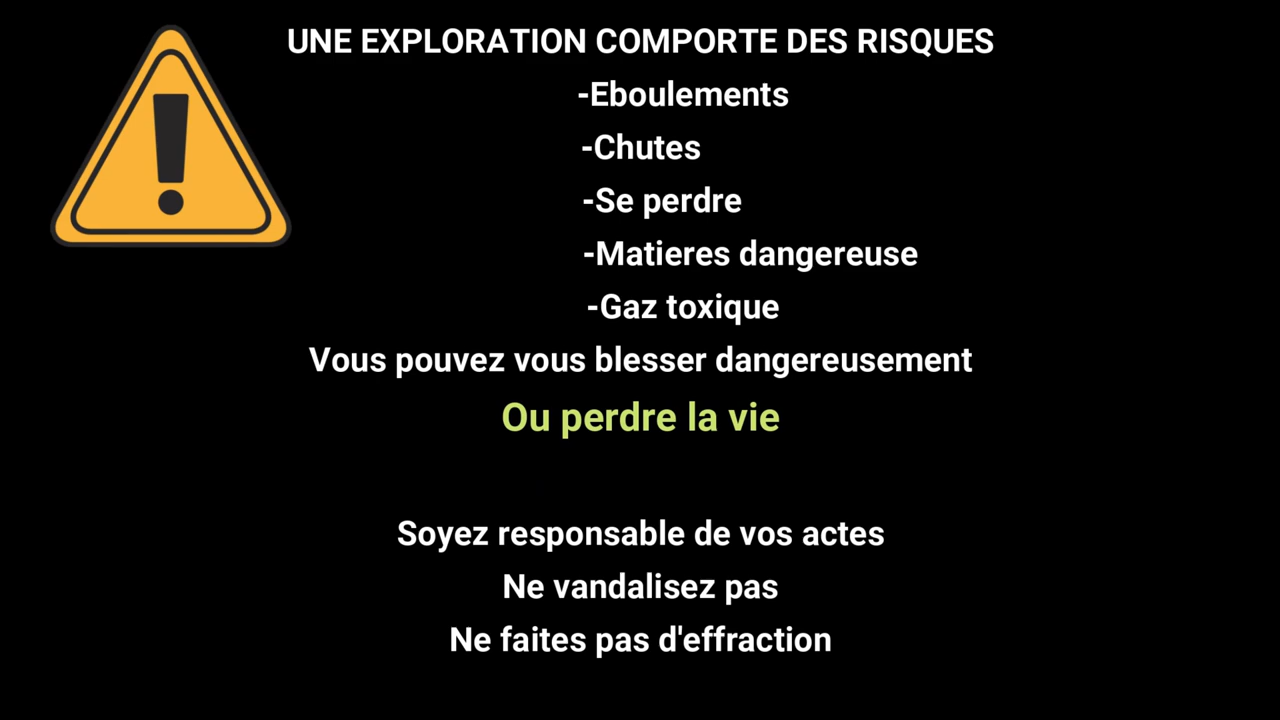 UNE EXPLORATION COMPORTE DES RISQUES
-Eboulements
-Chutes
-Se perdre
-Matieres dangereuse
-Gaz toxique
Vous pouvez vous blesser dangereusement
Ou perdre la vie
Soyez responsable de vos actes
Ne vandalisez pas
Ne faites pas d'effraction